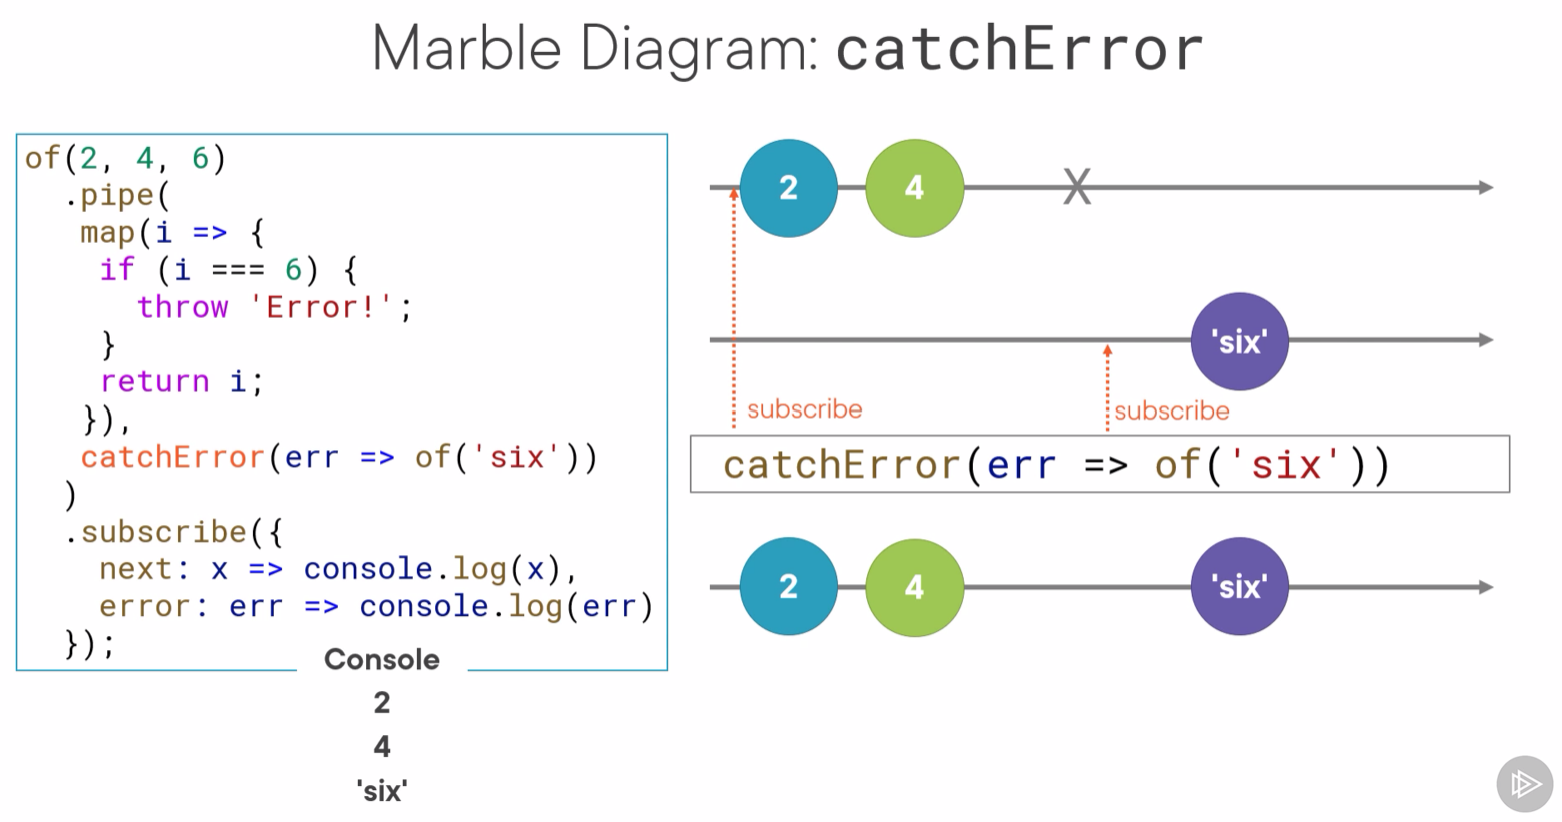 Marble Diagram: catchError
of(2, 4, 6)
.pipe(
map(i => {
if (i === 6) {
throw 'Error!';
}
return i;
}),
catchError(err => of('six'))
)
.subscribe({
next: x => console.log(x),
error: err => console.log(err)
});
Console
2
4
'six'
2 4 X
'six'
subscribe subscribe
catchError(err => of('six'))
2 4 'six'